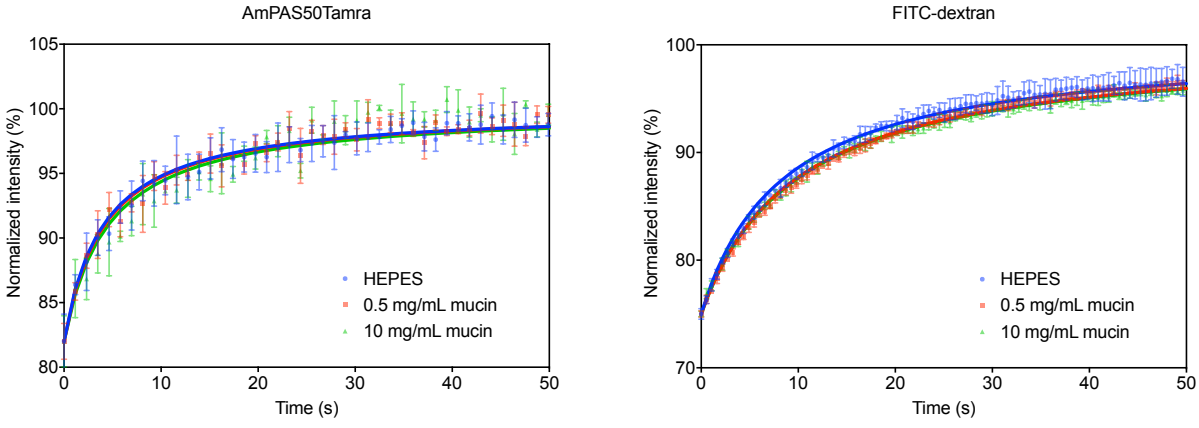 AmPAS50Tamra
105
100
95
90
85
80
Normalized intensity (%)
HEPES
0.5 mg/mL mucin
10 mg/mL mucin
0 10 20 30 40 50
Time (s)
FITC-dextran
100
90
80
70
Normalized intensity (%)
HEPES
0.5 mg/mL mucin
10 mg/mL mucin
0 10 20 30 40 50
Time (s)